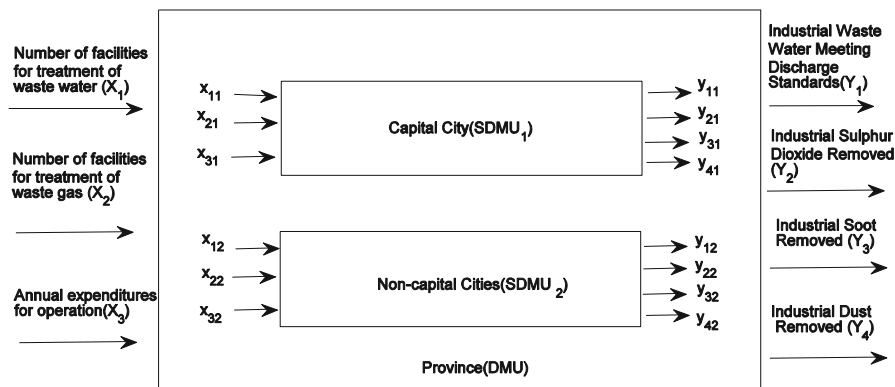 Number of facilities
for treatment of
waste water (X1)
Number of facilities
for treatment of
waste gas (X2)
Annual expenditures
for operation(X3)
x11
x21
x31
Capital City(SDMU1)
y11
y21
y31
y41
x12
x22
x32
Non-capital Cities(SDMU 2)
y12
y22
y32
y42
Province(DMU)
Industrial Waste
Water Meeting
Discharge
Standards(Y1)
Industrial Sulphur
Dioxide Removed
(Y2)
Industrial Soot
Removed (Y3)
Industrial Dust
Removed (Y4)